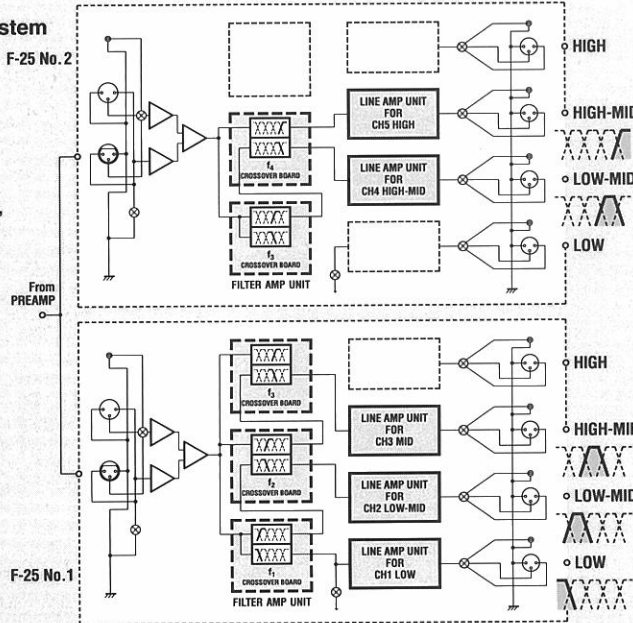 stem
F-25 No. 2
HIGH
LINE AMP UNIT
FOR
CH5 HIGH
HIGH-MID
f4
CROSSOVER BOARD
LINE AMP UNIT
FOR
CH4 HIGH-MID
LOW-MID
f3
CROSSOVER BOARD
LOW
FILTER AMP UNIT
From
PREAMP
HIGH
f3
CROSSOVER BOARD
LINE AMP UNIT
FOR
CH3 MID
HIGH-MID
f2
CROSSOVER BOARD
LINE AMP UNIT
FOR
CH2 LOW-MID
LOW-MID
f1
CROSSOVER BOARD
LINE AMP UNIT
FOR
CH1 LOW
LOW
F-25 No.1
FILTER AMP UNIT